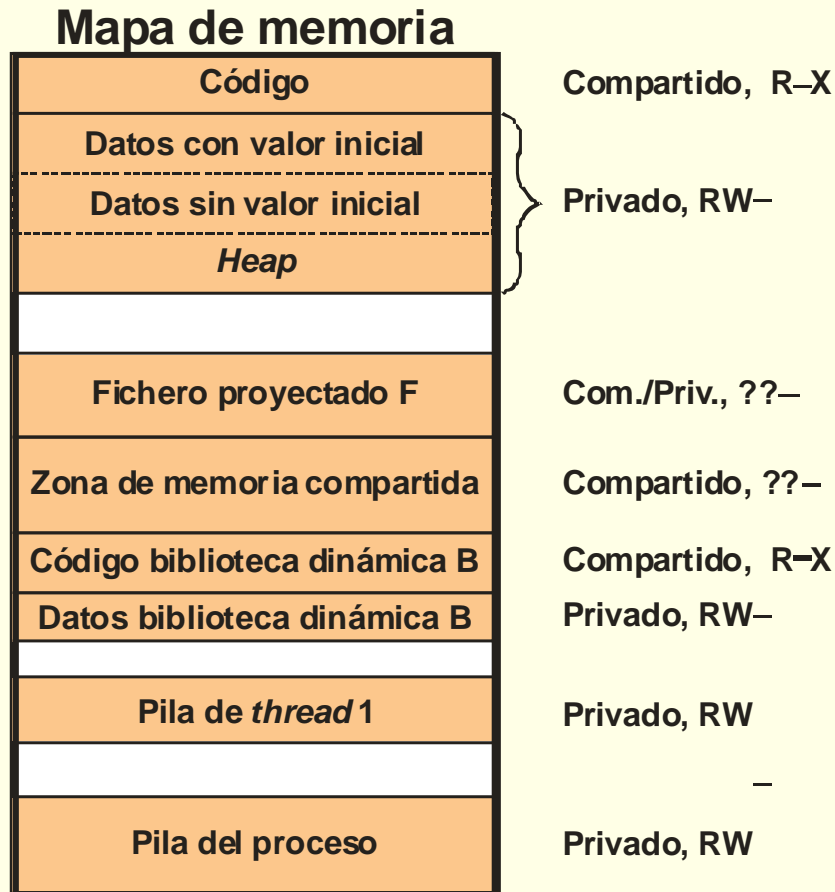 Mapa de memoria
Código Compartido, R–X
Datos con valor inicial
Datos sin valor inicial Privado, RW–
Heap
Fichero proyectado F Com./Priv., ??–
Zona de memoria compartida Compartido, ??–
Código biblioteca dinámica B Compartido, R–X
Datos biblioteca dinámica B Privado, RW–
Pila de thread 1 Privado, RW
–
Pila del proceso Privado, RW